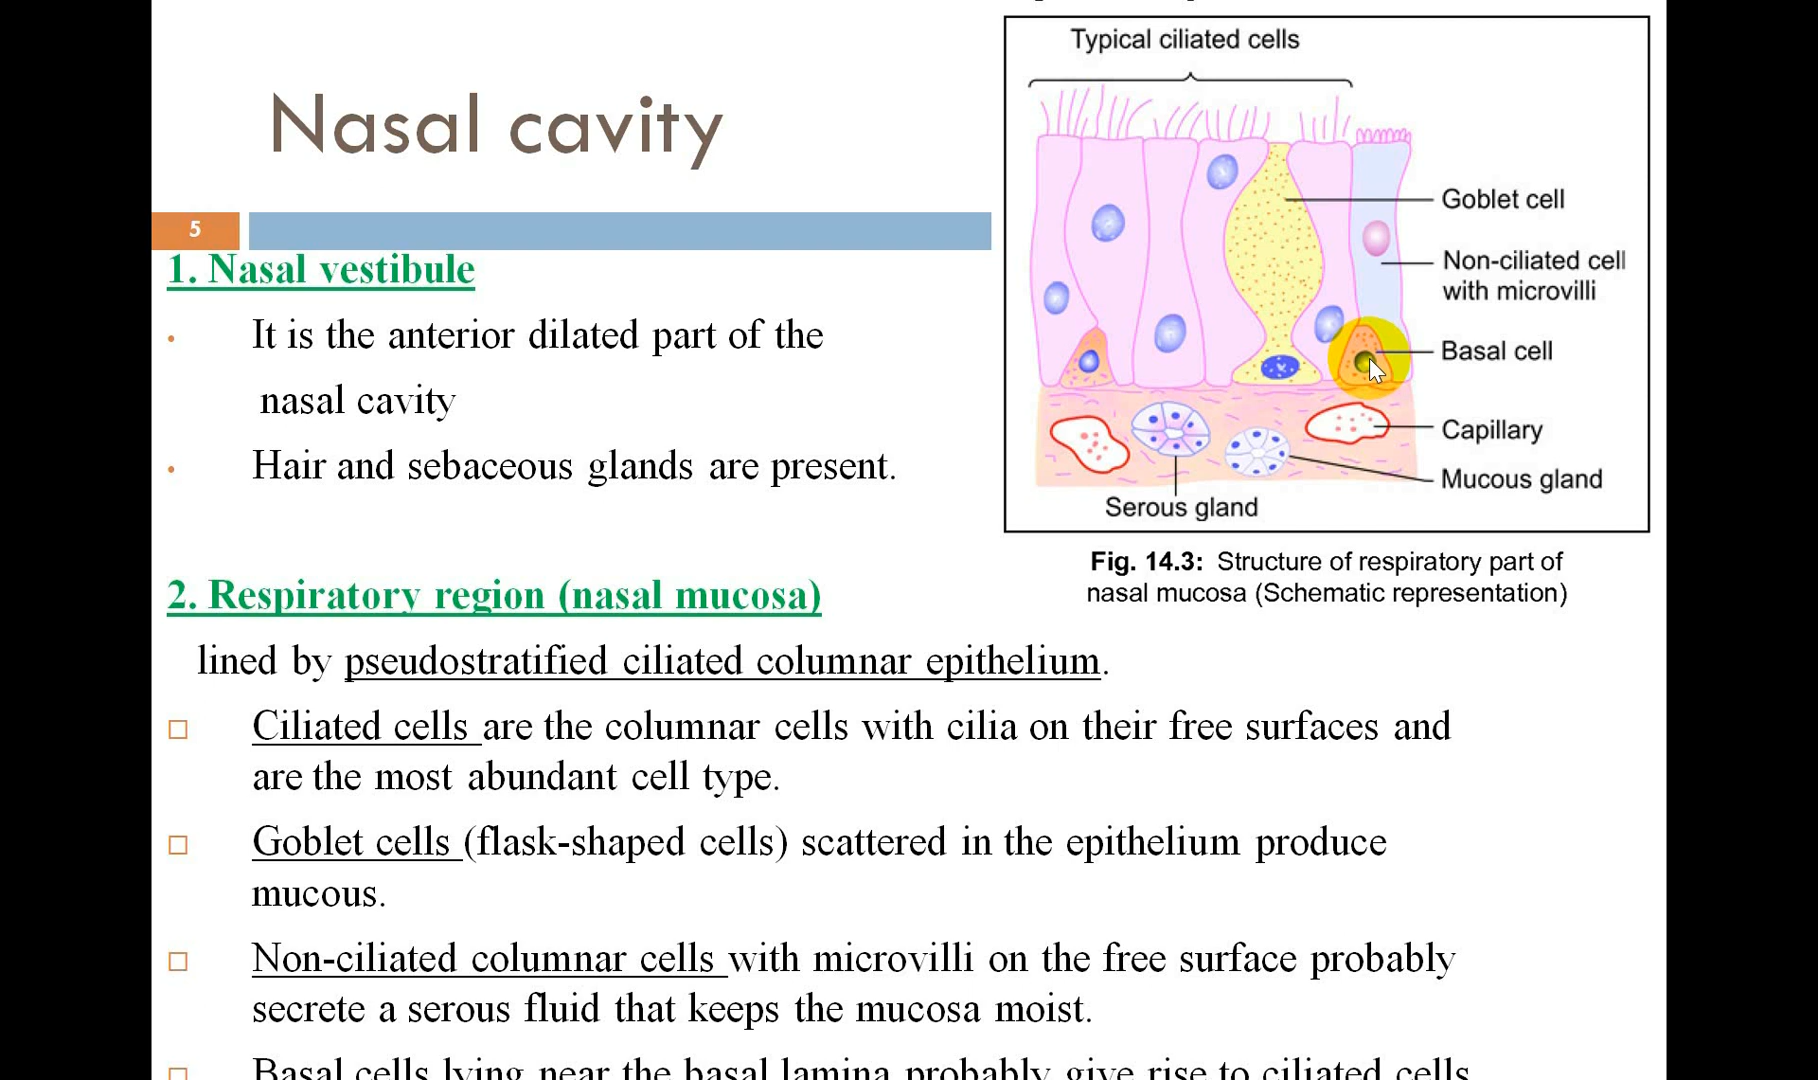 Nasal cavity
5
1. Nasal vestibule
It is the anterior dilated part of the
nasal cavity
Hair and sebaceous glands are present.
Typical ciliated cells
Goblet cell
Non-ciliated cell
with microvilli
Basal cell
Capillary
Mucous gland
Serous gland
Fig. 14.3: Structure of respiratory part of
nasal mucosa (Schematic representation)
2. Respiratory region (nasal mucosa)
lined by pseudostratified ciliated columnar epithelium.
Ciliated cells are the columnar cells with cilia on their free surfaces and
are the most abundant cell type.
Goblet cells (flask-shaped cells) scattered in the epithelium produce
mucous.
Non-ciliated columnar cells with microvilli on the free surface probably
secrete a serous fluid that keeps the mucosa moist.
Basal cells lying near the basal lamina probably give rise to ciliated cells